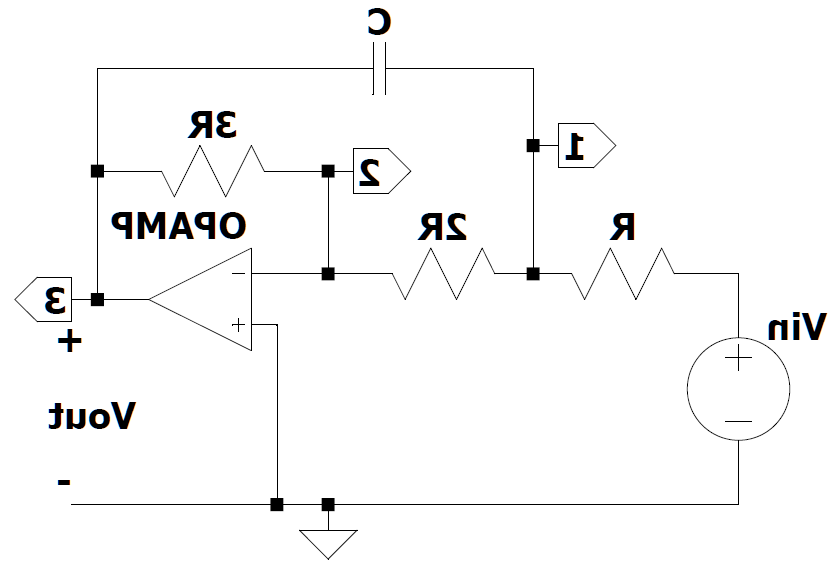 C
3R
1
2
OPAMP
2R
R
−
3
+
+
Vin
+
−
Vout
-